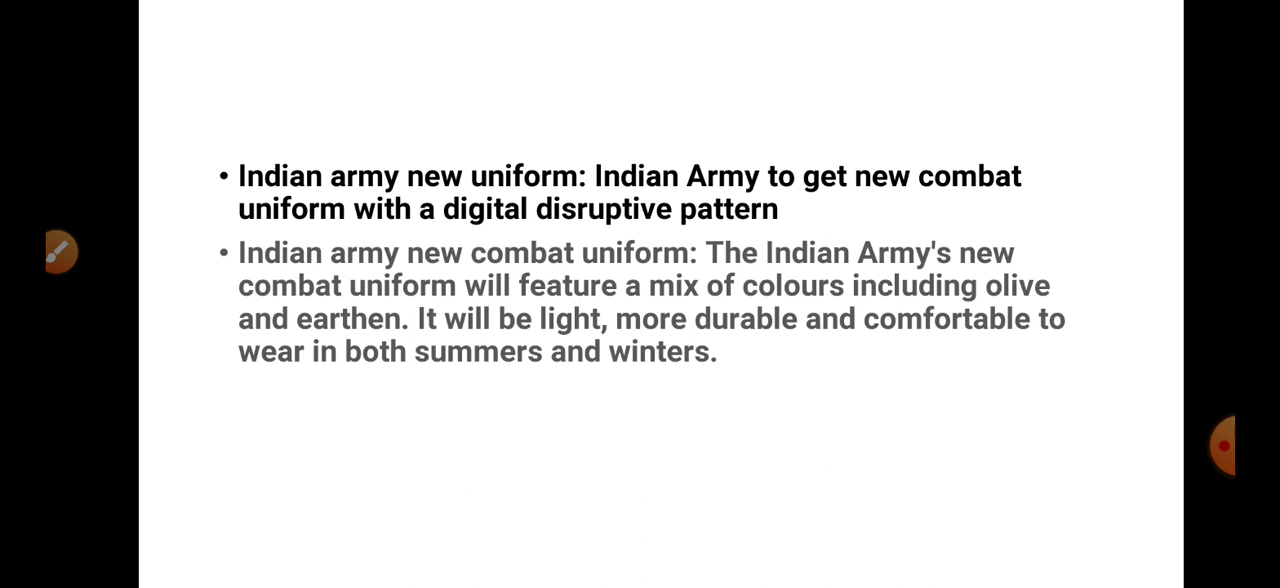 • Indian army new uniform: Indian Army to get new combat
uniform with a digital disruptive pattern
• Indian army new combat uniform: The Indian Army's new
combat uniform will feature a mix of colours including olive
and earthen. It will be light, more durable and comfortable to
wear in both summers and winters.